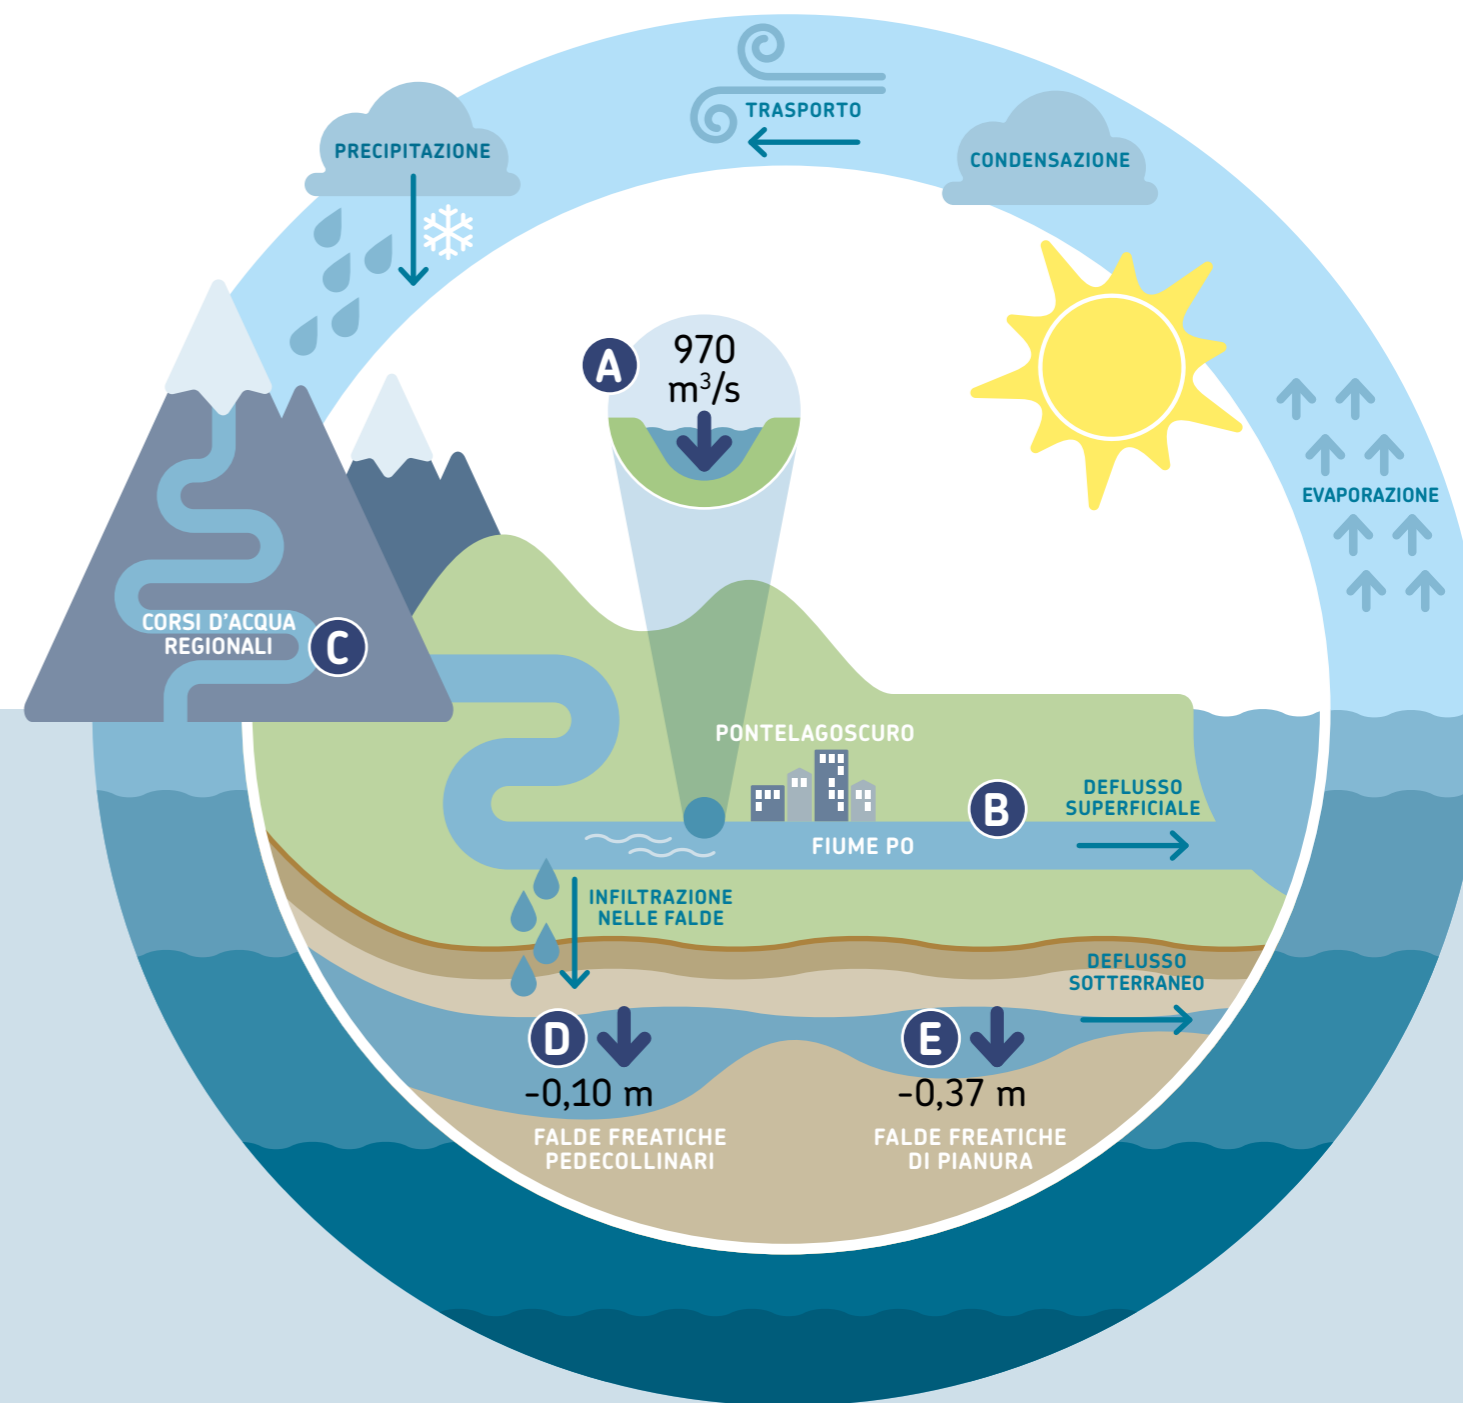 TRASPORTO
PRECIPITAZIONE
CONDENSAZIONE
A
970
m³/s
EVAPORAZIONE
CORSI D'ACQUA
REGIONALI
C
PONTELAGOSCURO
B
DEFLUSSO
SUPERFICIALE
FIUME PO
INFILTRAZIONE
NELLE FALDE
DEFLUSSO
SOTTERRANEO
D
-0,10 m
FALDE FREATICHE
PEDECOLLINARI
E
-0,37 m
FALDE FREATICHE
DI PIANURA